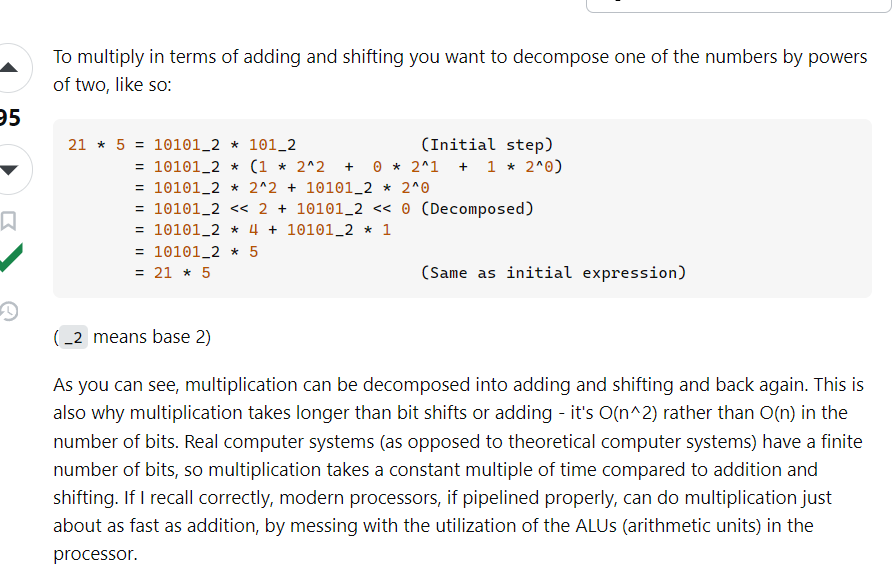 To multiply in terms of adding and shifting you want to decompose one of the numbers by powers
of two, like so:
95
21 * 5 = 10101_2 * 101_2 (Initial step)
= 10101_2 * (1 * 2^2 + 0 * 2^1 + 1 * 2^0)
= 10101_2 * 2^2 + 10101_2 * 2^0
= 10101_2 << 2 + 10101_2 << 0 (Decomposed)
= 10101_2 * 4 + 10101_2 * 1
= 10101_2 * 5
= 21 * 5 (Same as initial expression)
(_2 means base 2)
As you can see, multiplication can be decomposed into adding and shifting and back again. This is
also why multiplication takes longer than bit shifts or adding - it's O(n^2) rather than O(n) in the
number of bits. Real computer systems (as opposed to theoretical computer systems) have a finite
number of bits, so multiplication takes a constant multiple of time compared to addition and
shifting. If I recall correctly, modern processors, if pipelined properly, can do multiplication just
about as fast as addition, by messing with the utilization of the ALUs (arithmetic units) in the
processor.